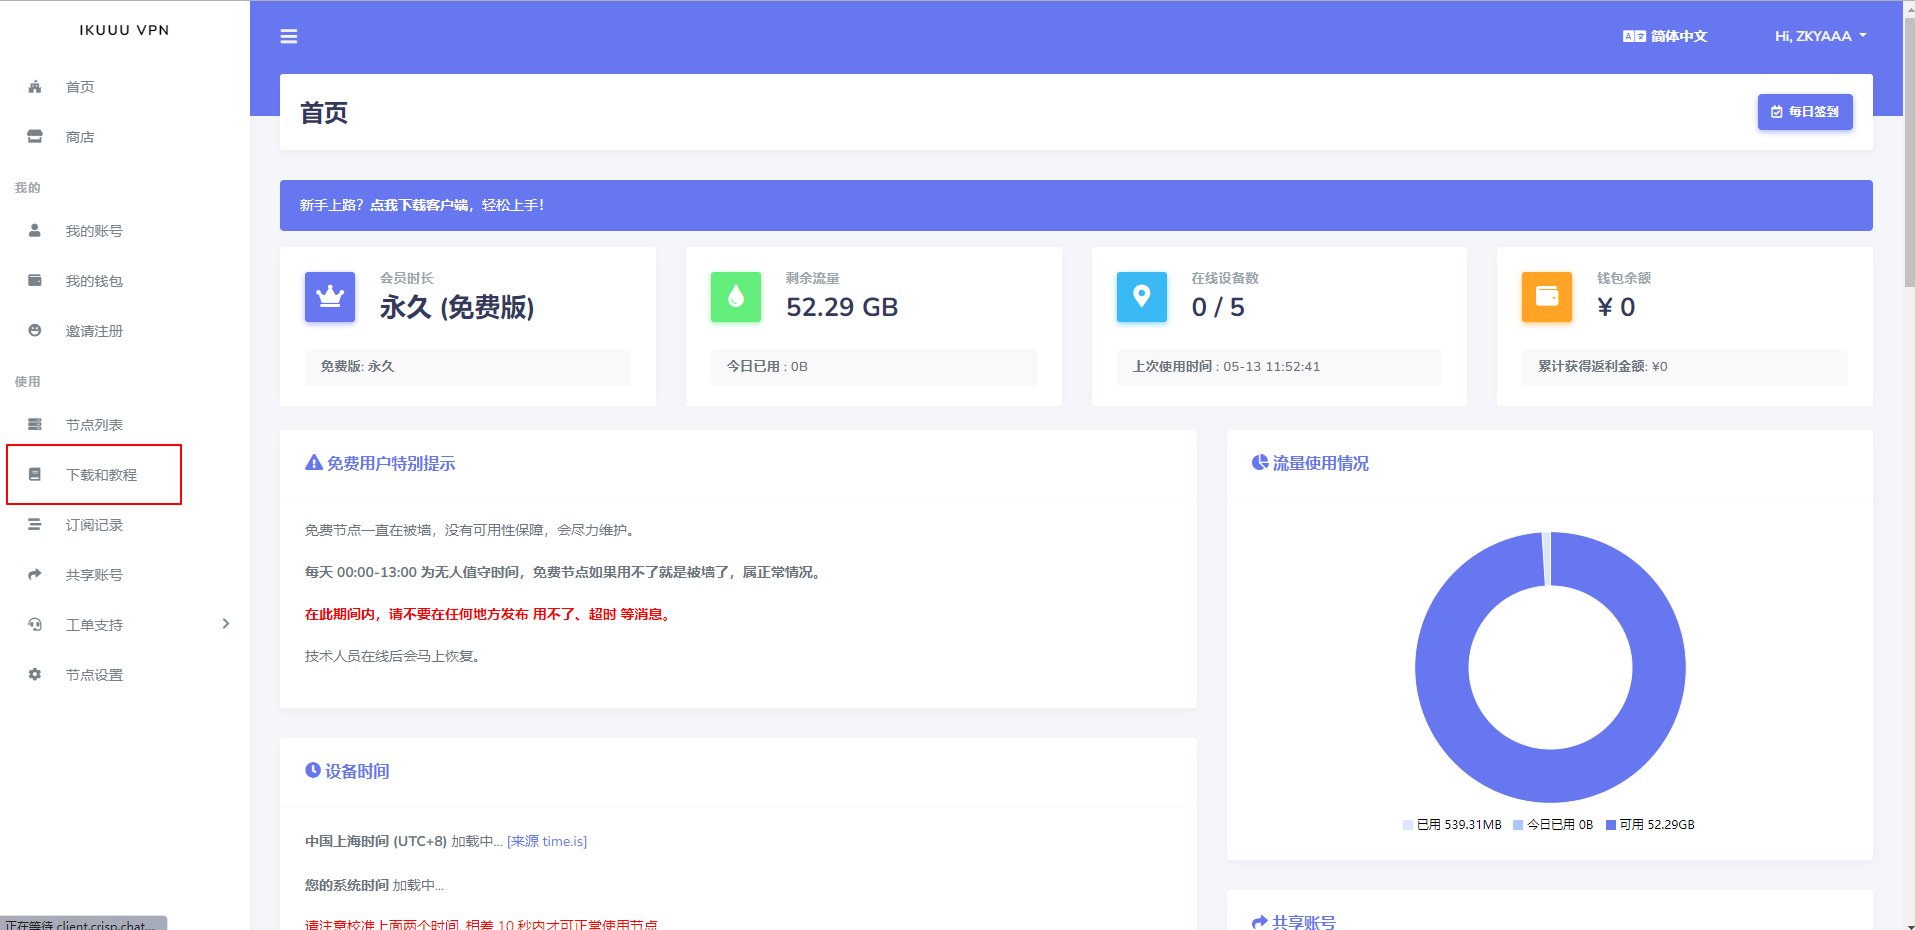 IKUUU VPN
首页
商店
我的
我的账号
我的钱包
邀请注册
使用
节点列表
下载和教程
订阅记录
共享账号
工单支持
节点设置
正在等待 client.crisp.chat...
简体中文
Hi, ZKYAAA
首页
每日签到
新手上路？点我下载客户端，轻松上手！
会员时长
永久 (免费版)
免费版: 永久
剩余流量
52.29 GB
今日已用 : 0B
在线设备数
0 / 5
上次使用时间 : 05-13 11:52:41
钱包余额
¥ 0
累计获得返利金额: ¥0
免费用户特别提示
免费节点一直在被墙，没有可用性保障，会尽力维护。
每天 00:00-13:00 为无人值守时间，免费节点如果用不了就是被墙了，属正常情况。
在此期间内，请不要在任何地方发布 用不了、超时 等消息。
技术人员在线后会马上恢复。
流量使用情况
已用 539.31MB 今日已用 0B 可用 52.29GB
设备时间
中国上海时间 (UTC+8) 加载中... [来源 time.is]
您的系统时间 加载中...
请注意校准上面两个时间, 相差 10 秒内才可正常使用节点
共享账号